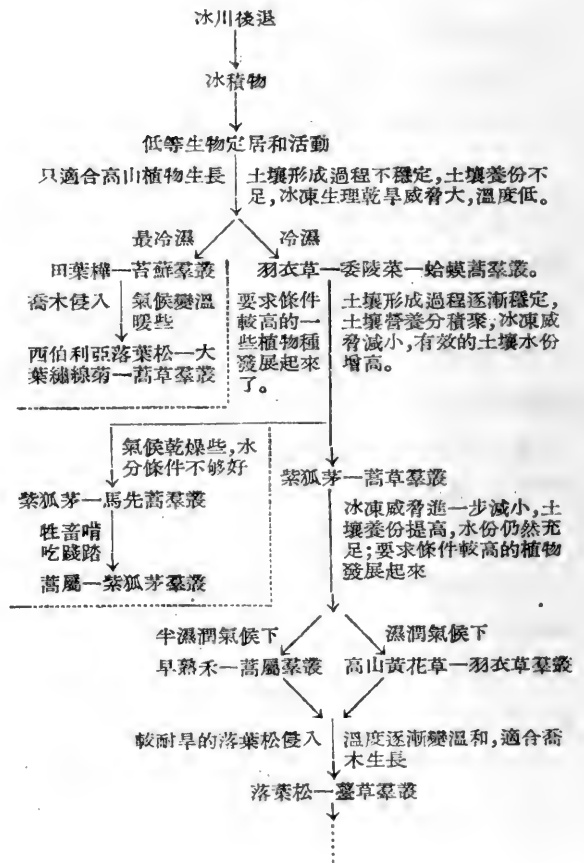 冰川後退
冰積物
低等生物定居和活動
只適合高山植物生長
土壤形成過程不穩定,土壤養份不
足,冰凍生理乾旱威脅大,溫度低。
最冷濕
冷濕
田葉樺—苔鮮羣叢
羽衣草—委陵菜—蛤蟆蒿羣叢。
喬木侵入
氣候變溫
暖些
要求條件
較高的一
些植物種
發展起來
了。
土壤形成過程逐漸穩定,
土壤營養分積聚,冰凍威
脅減小,有效的土壤水份
增高。
西伯利亞落葉松—大
葉繡線菊—蒿草羣叢
氣候乾燥些,水
分條件不够好
紫狐茅—馬先蒿羣叢
紫狐茅—蒿草羣叢
牲畜啃
吃踐踏
蒿屬—紫狐茅羣叢
冰凍威脅進一步減小,土
壤養份提高,水份仍然充
足;要求條件較高的植物
發展起來
半濕潤氣候下
濕潤氣候下
早熟禾—蒿屬羣叢
高山黃花草—羽衣草羣叢
較耐旱的落葉松侵入
溫度逐漸變溫和,適合喬
木生長
落葉松—薹草羣叢